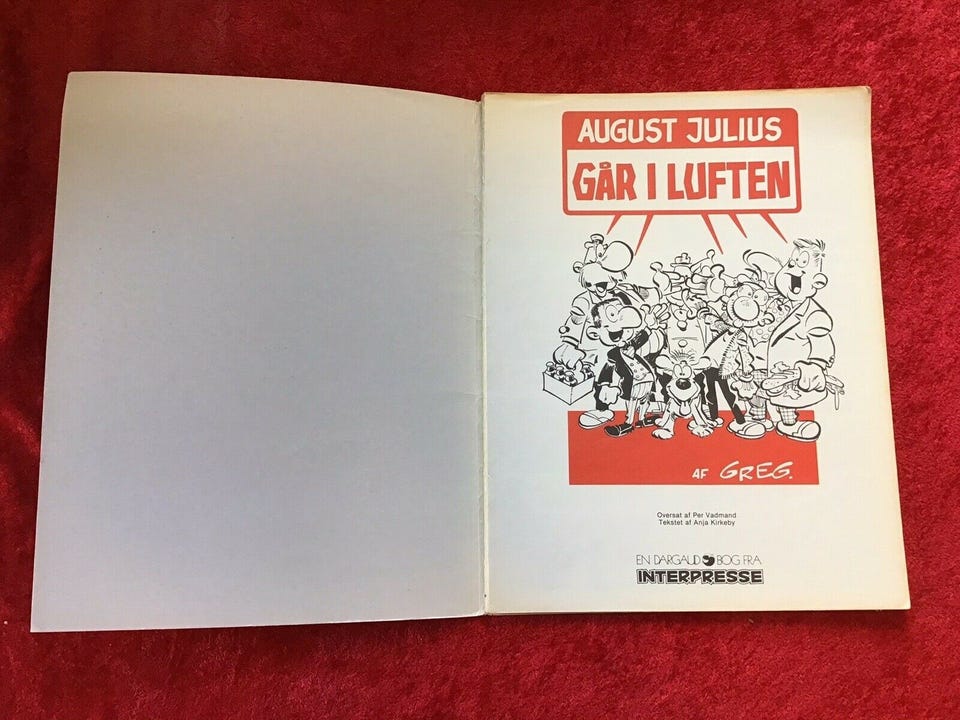 AUGUST JULIUS
GÅR I LUFTEN
AF GREG.
Oversat af Per Vadmand
Tekstet af Anja Kirkeby
EN DARGAUD BOG FRA
INTERPRESSE